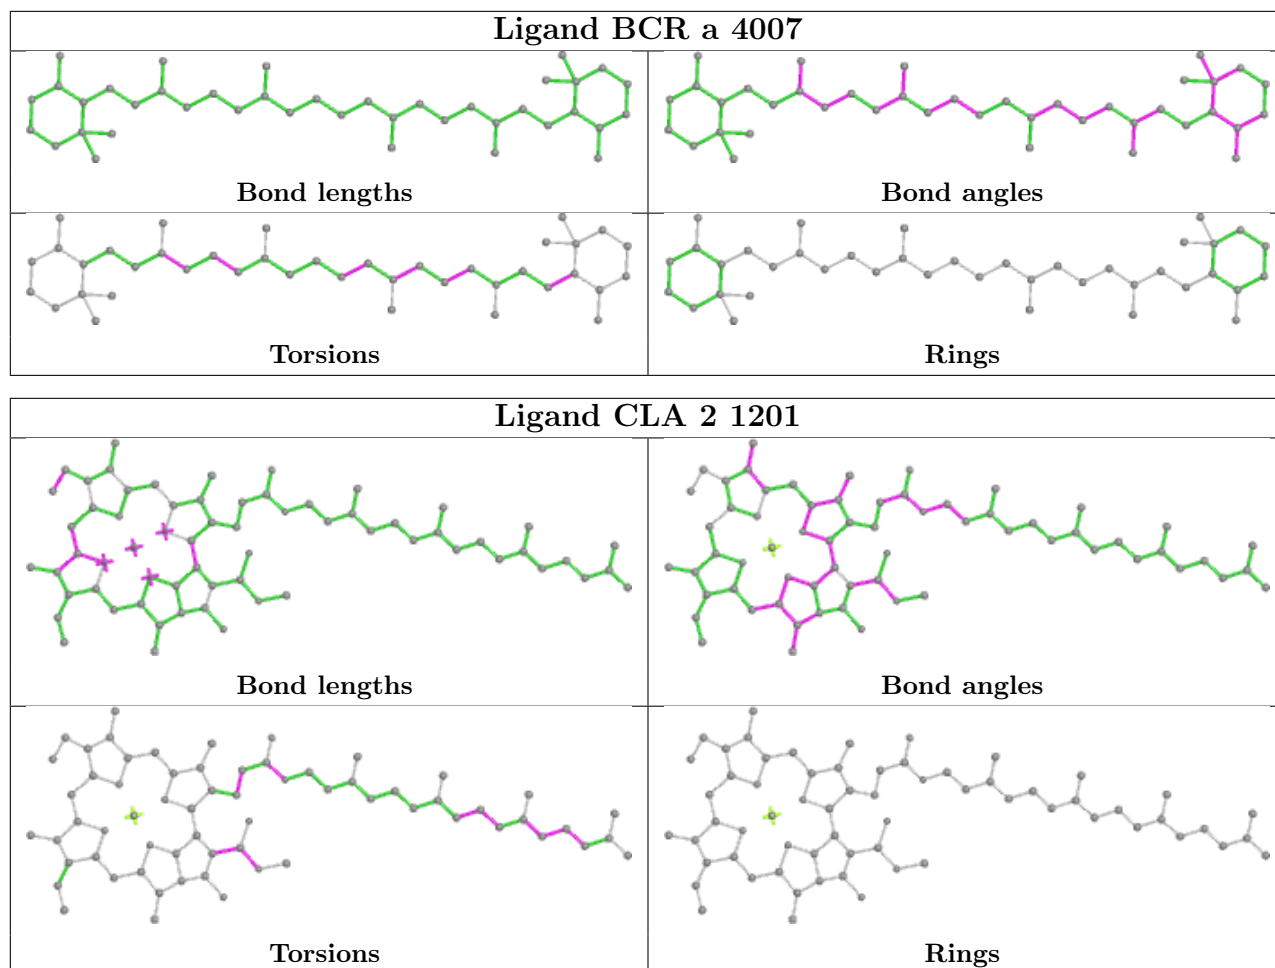 Ligand BCR a 4007
Bond lengths
Bond angles
Torsions
Rings
Ligand CLA 2 1201
Bond lengths
Bond angles
Torsions
Rings